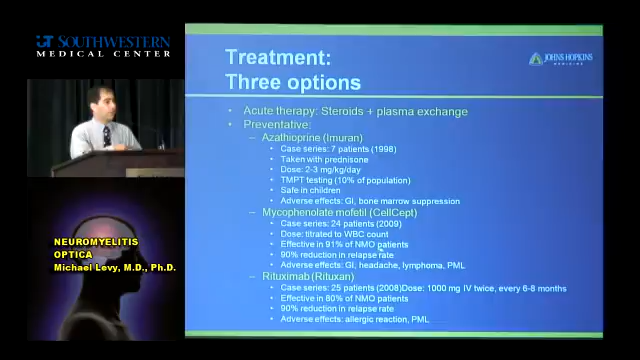 UT SOUTHWESTERN
MEDICAL CENTER
NEUROMYELITIS
OPTICA
Michael Levy, M.D., Ph.D.
Treatment:
Three options
JOHNS HOPKINS
MEDICINE
– Acute therapy: Steroids + plasma exchange
– Preventative:
– Azathioprine (Imuran)
• Case series: 7 patients (1998)
• Taken with prednisone
• Dose: 2-3 mg/kg/day
• TMPT testing (10% of population)
• Safe in children
• Adverse effects: GI, bone marrow suppression
– Mycophenolate mofetil (CellCept)
• Case series: 24 patients (2009)
• Dose: titrated to WBC count
• Effective in 91% of NMO patients
• 90% reduction in relapse rate
• Adverse effects: GI, headache, lymphoma, PML
– Rituximab (Rituxan)
• Case series: 25 patients (2008)Dose: 1000 mg IV twice, every 6-8 months
• Effective in 80% of NMO patients
• 90% reduction in relapse rate
• Adverse effects: allergic reaction, PML